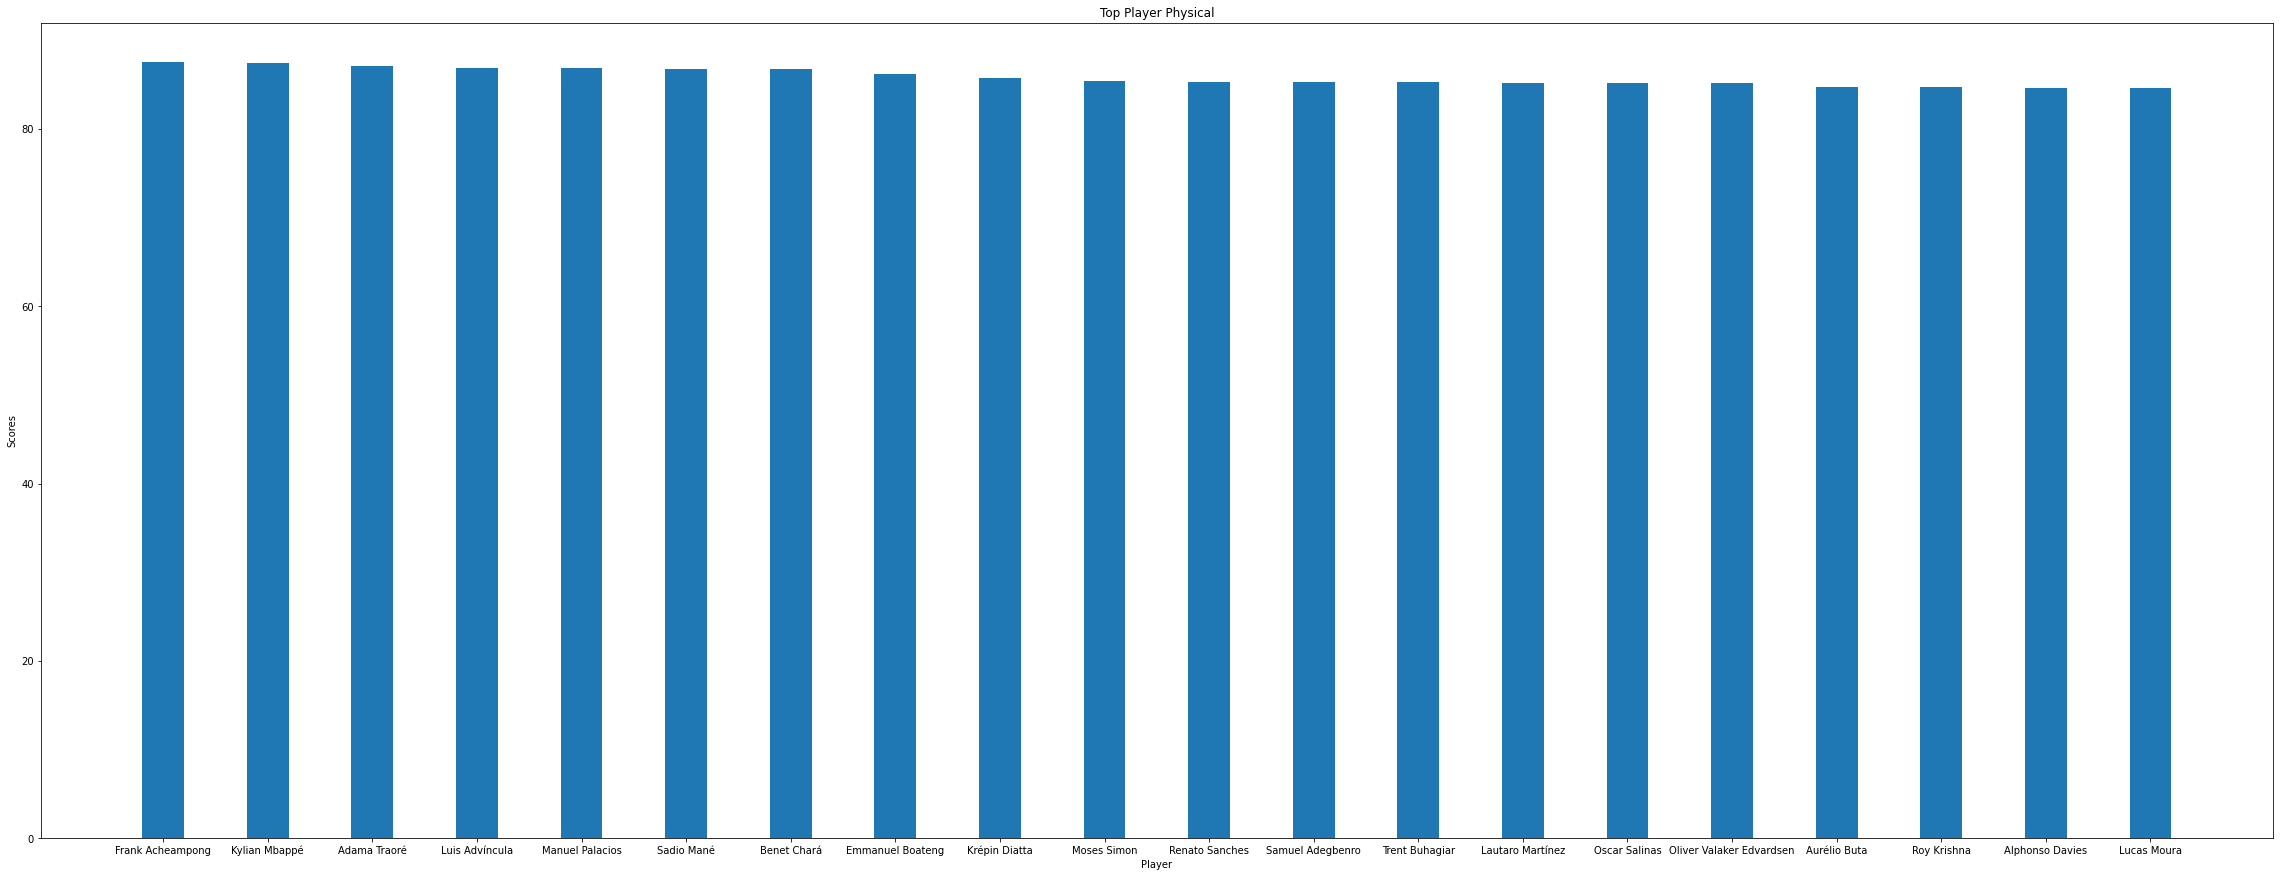 Top Player Physical
80
60
40
20
0
Scores
Frank Acheampong Kylian Mbappé Adama Traoré Luis Advíncula Manuel Palacios Sadio Mané Benet Chará Emmanuel Boateng Krépin Diatta Moses Simon Renato Sanches Samuel Adegbenro Trent Buhagiar Lautaro Martínez Oscar Salinas Oliver Valaker Edvardsen Aurélio Buta Roy Krishna Alphonso Davies Lucas Moura
Player